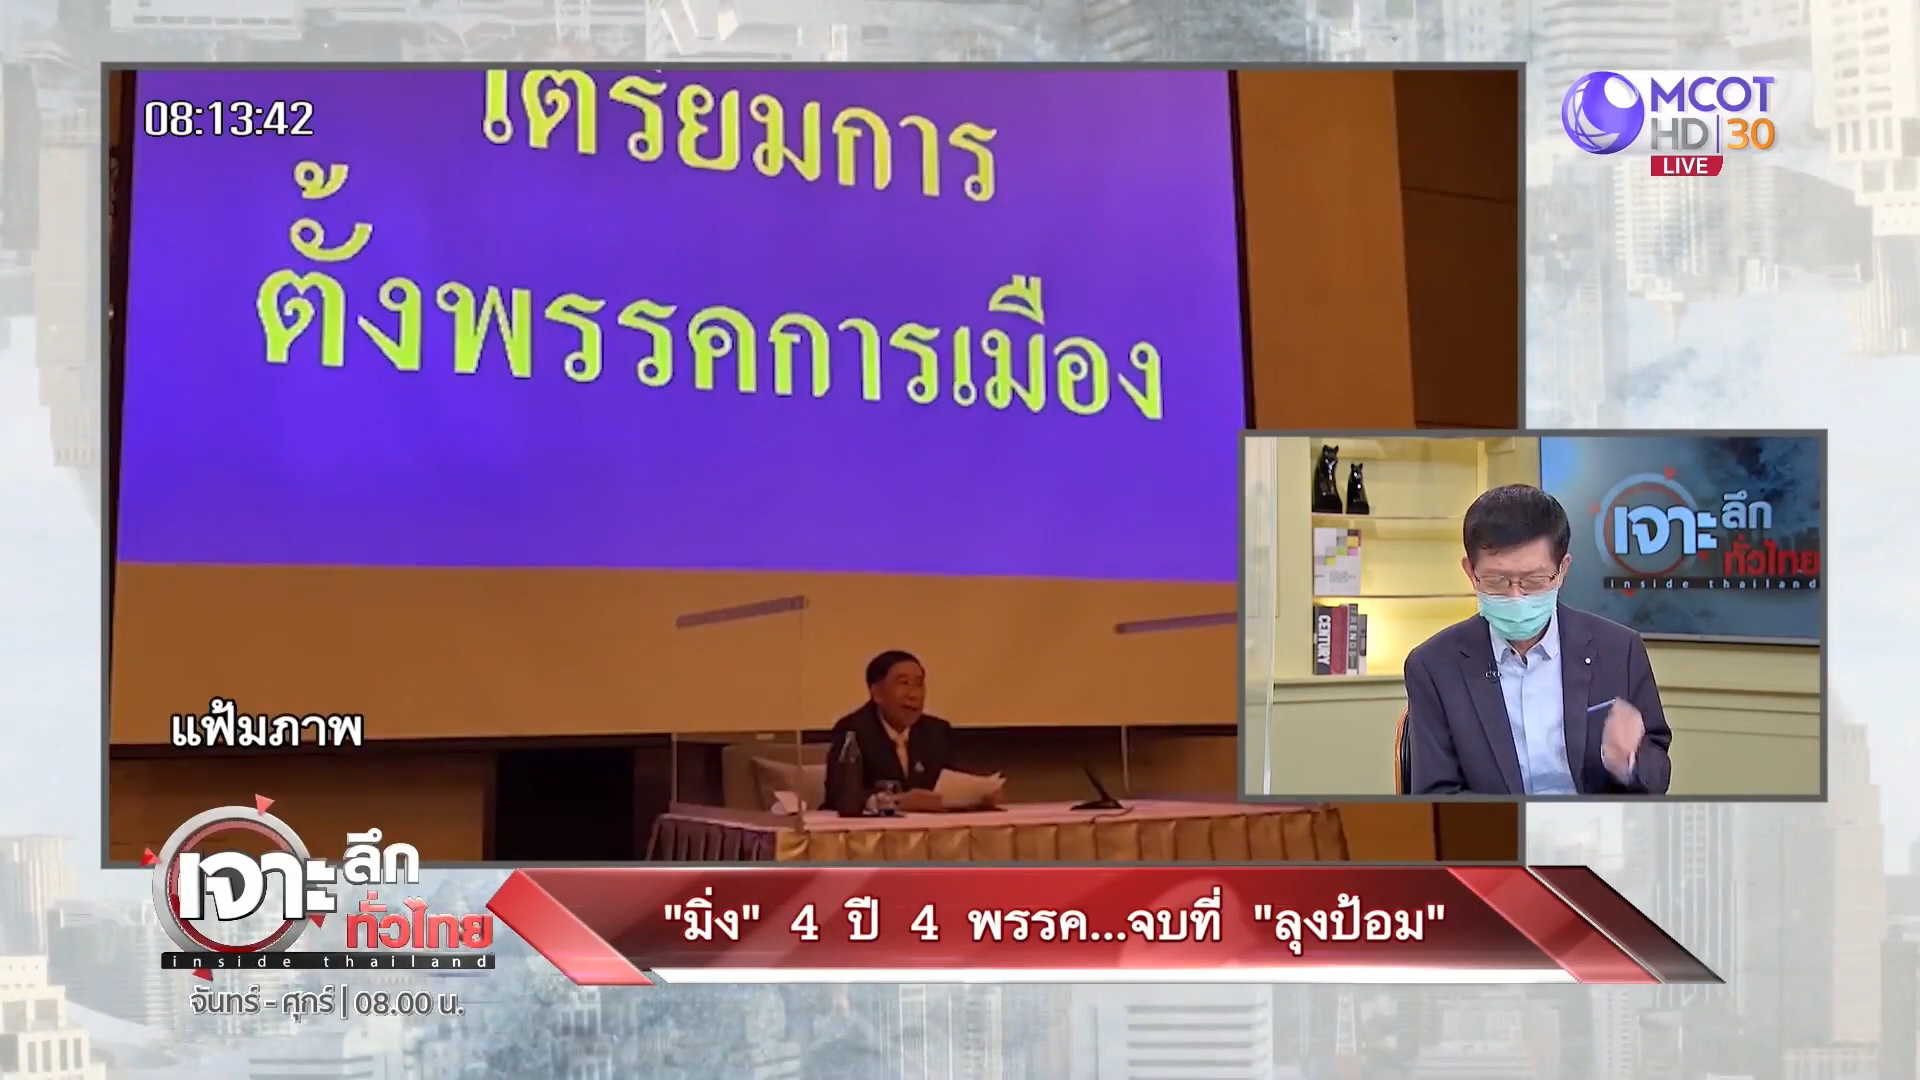 08:13:42
เตรียมการ
ตั้งพรรคการเมือง
MCOT
HD 30
LIVE
เจาะลึก
ทั่วไทย
inside thailand
CENTURY
แฟ้มภาพ
เจาะลึก
ทั่วไทย
inside thailand
จันทร์ - ศุกร์ | 08.00 น.
"มิ่ง" 4 ปี 4 พรรค...จบที่ "ลุงป้อม"